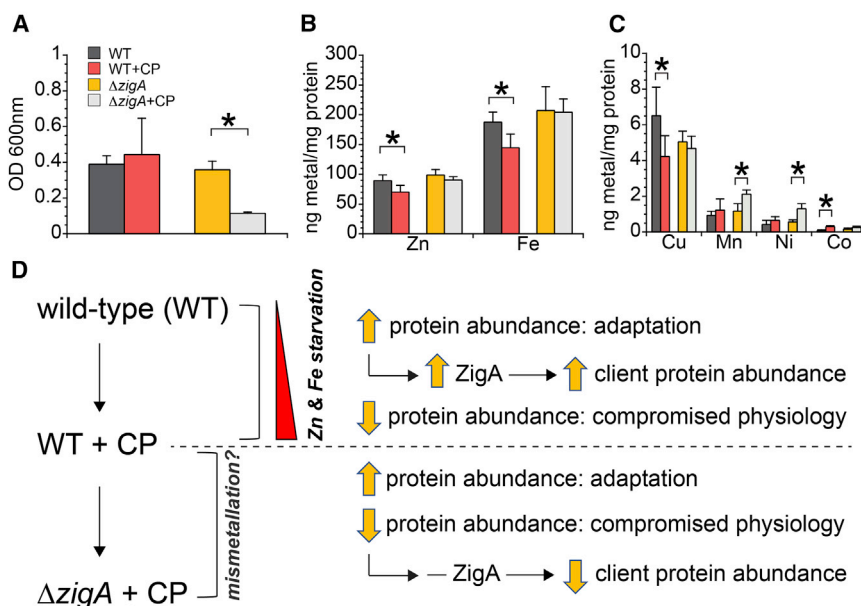 A
WT
WT+CP
ΔzigA
ΔzigA+CP
*
OD 600nm
1
0.8
0.6
0.4
0.2
0
B
ng metal/mg protein
300
250
200
150
100
50
0
*
*
Zn
Fe
C
ng metal/mg protein
10
8
6
4
2
0
*
*
*
*
Cu
Mn
Ni
Co
D
wild-type (WT)
WT + CP
ΔzigA + CP
Zn & Fe starvation
mismetallation?
protein abundance: adaptation
ZigA
client protein abundance
protein abundance: compromised physiology
protein abundance: adaptation
protein abundance: compromised physiology
— ZigA
client protein abundance